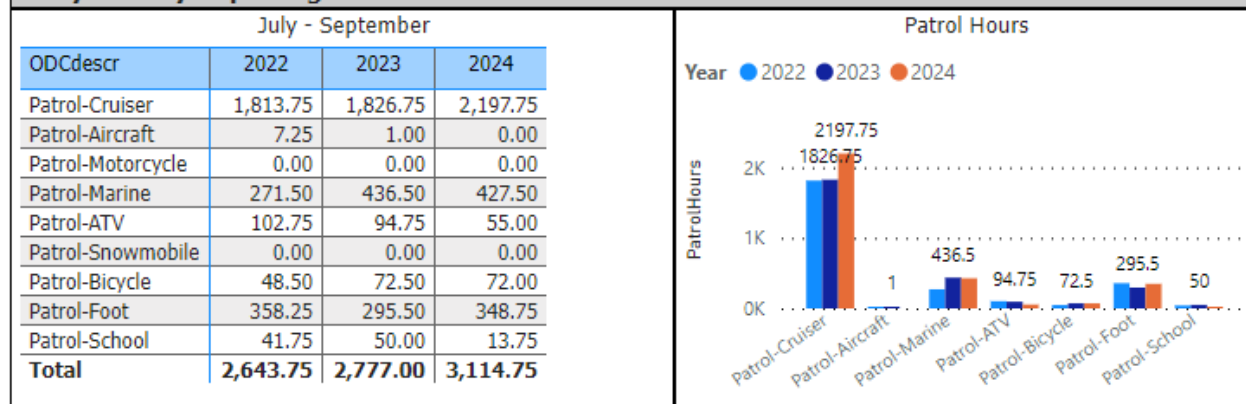 July - September
ODCdescr 2022 2023 2024
Patrol-Cruiser 1,813.75 1,826.75 2,197.75
Patrol-Aircraft 7.25 1.00 0.00
Patrol-Motorcycle 0.00 0.00 0.00
Patrol-Marine 271.50 436.50 427.50
Patrol-ATV 102.75 94.75 55.00
Patrol-Snowmobile 0.00 0.00 0.00
Patrol-Bicycle 48.50 72.50 72.00
Patrol-Foot 358.25 295.50 348.75
Patrol-School 41.75 50.00 13.75
Total 2,643.75 2,777.00 3,114.75
Patrol Hours
Year 2022 2023 2024
PatrolHours
2K
1K
0K
2197.75
1826.75
1
436.5
94.75
72.5
295.5
50
Patrol-Cruiser
Patrol-Aircraft
Patrol-Marine
Patrol-ATV
Patrol-Bicycle
Patrol-Foot
Patrol-School